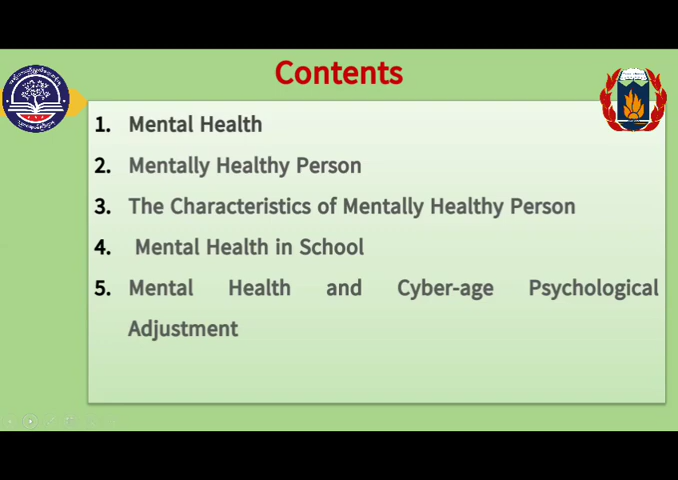 Contents
1. Mental Health
2. Mentally Healthy Person
3. The Characteristics of Mentally Healthy Person
4. Mental Health in School
5. Mental Health and Cyber-age Psychological
Adjustment